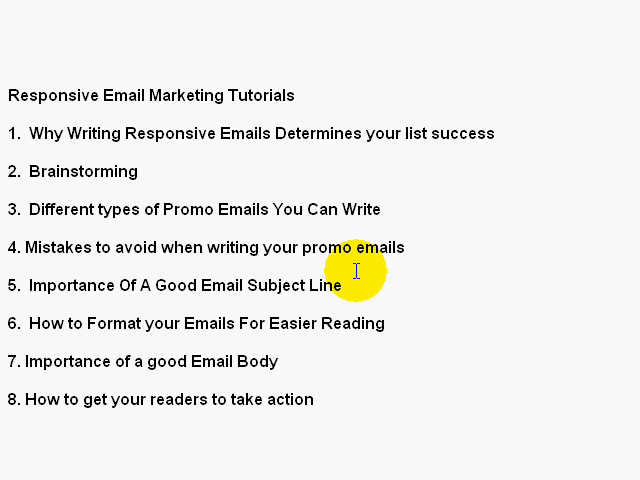 Responsive Email Marketing Tutorials
1.  Why Writing Responsive Emails Determines your list success
2.  Brainstorming
3.  Different types of Promo Emails You Can Write
4. Mistakes to avoid when writing your promo emails
5.  Importance Of A Good Email Subject Line
6.  How to Format your Emails For Easier Reading
7. Importance of a good Email Body
8. How to get your readers to take action